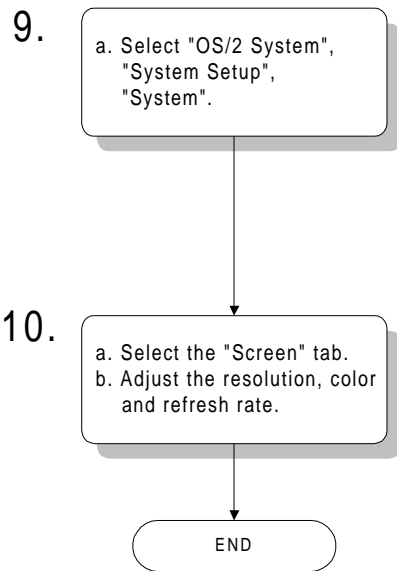 9.
a. Select "OS/2 System",
"System Setup",
"System".
10.
a. Select the "Screen" tab.
b. Adjust the resolution, color
and refresh rate.
END